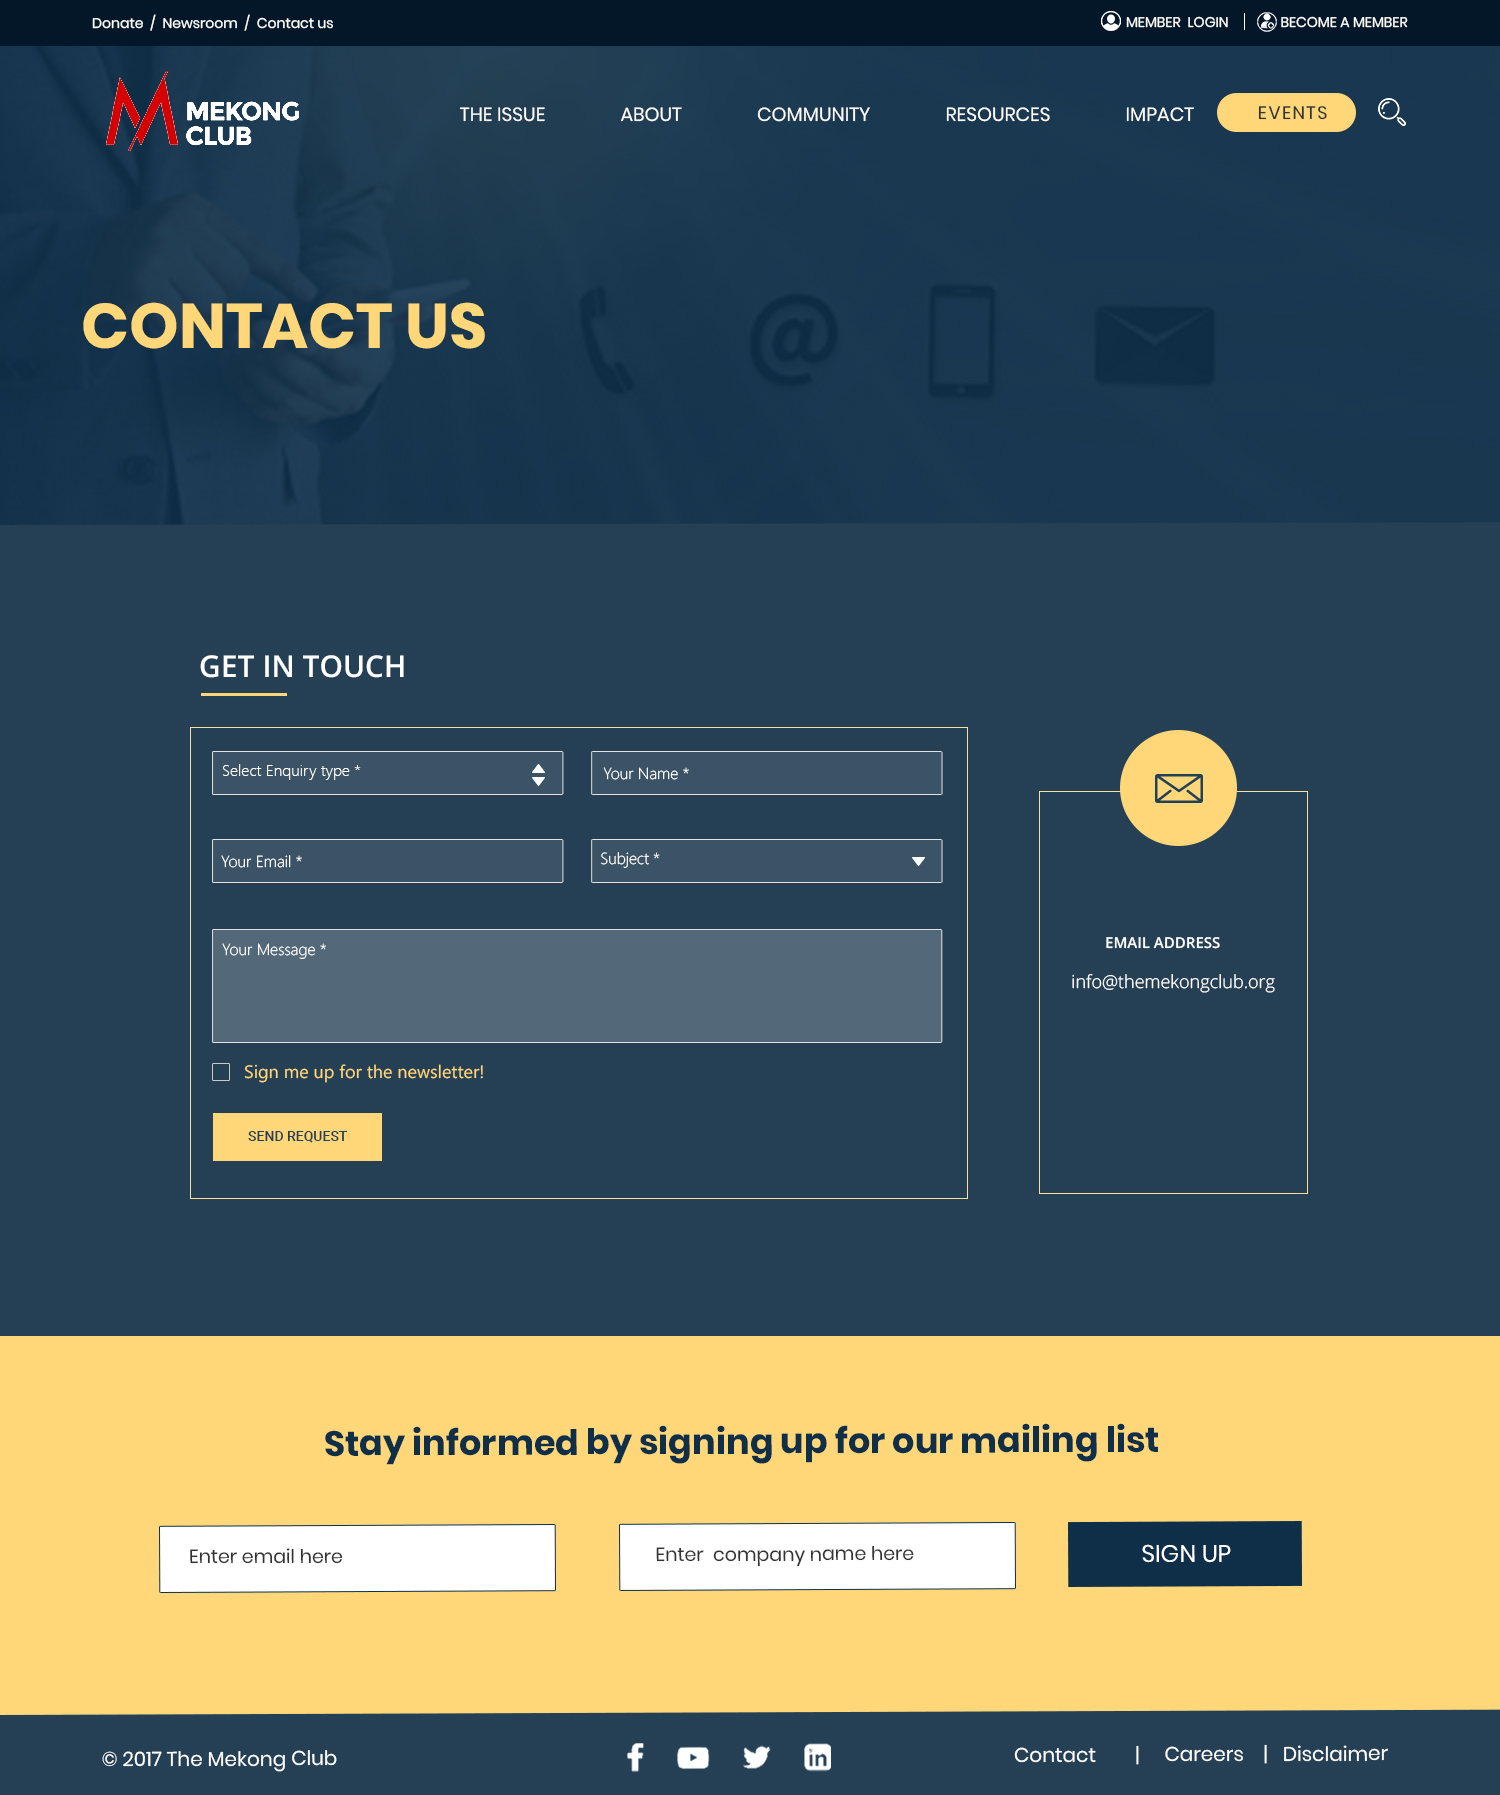 Donate / Newsroom / Contact us
MEMBER LOGIN | BECOME A MEMBER
MEKONG
CLUB
THE ISSUE ABOUT COMMUNITY RESOURCES IMPACT EVENTS
CONTACT US
GET IN TOUCH
Select Enquiry type *
Your Name *
Your Email *
Subject *
Your Message *
Sign me up for the newsletter!
SEND REQUEST
EMAIL ADDRESS
info@themekongclub.org
Stay informed by signing up for our mailing list
Enter email here
Enter company name here
SIGN UP
© 2017 The Mekong Club
Contact | Careers | Disclaimer